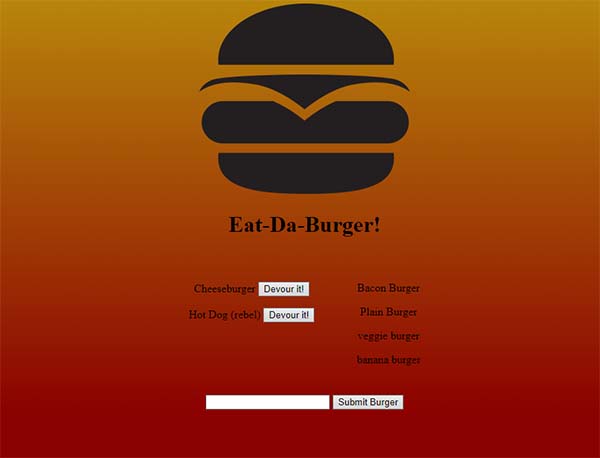 Eat-Da-Burger!
Cheeseburger Devour it!
Hot Dog (rebel) Devour it!
Bacon Burger
Plain Burger
veggie burger
banana burger
Submit Burger